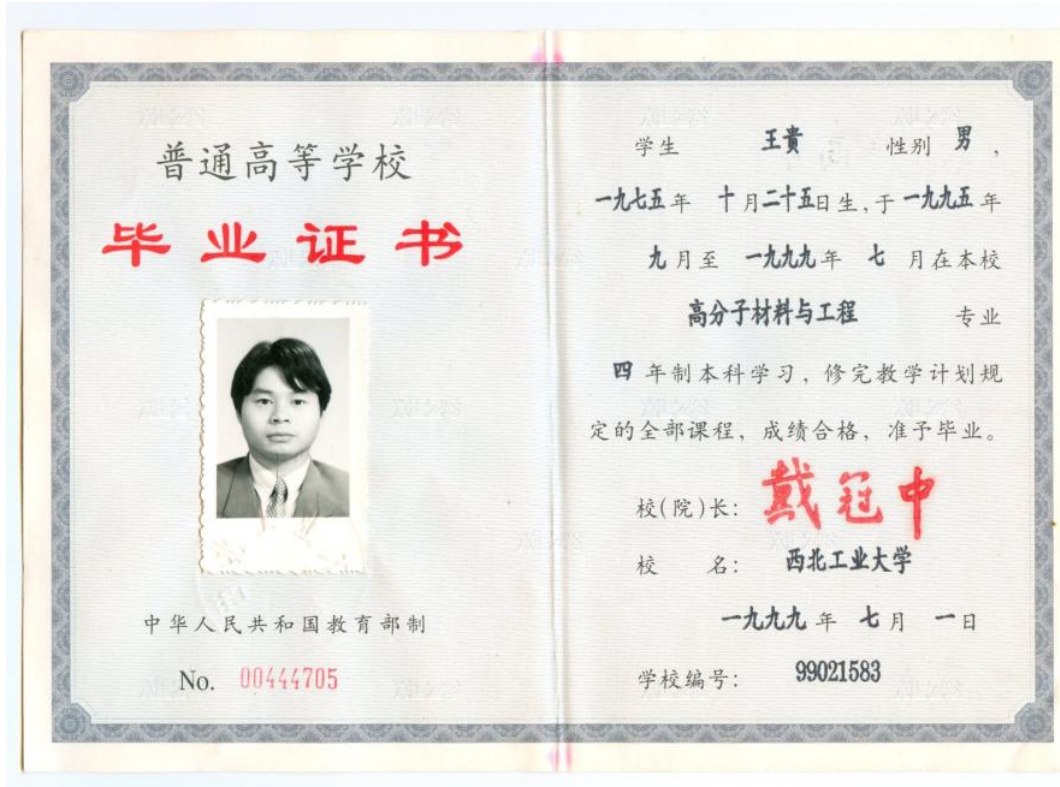 普通高等学校
毕业证书
中华人民共和国教育部制
No. 00444705
学生 王貴 性别 男，
一九七五年 十月二十五日生，于一九九五年
九月至 一九九九年 七 月在本校
高分子材料与工程 专业
四 年制本科学习，修完教学计划规
定的全部课程，成绩合格，准予毕业。
校(院)长：戴冠中
校 名：西北工业大学
一九九九年 七月 一日
学校编号：99021583